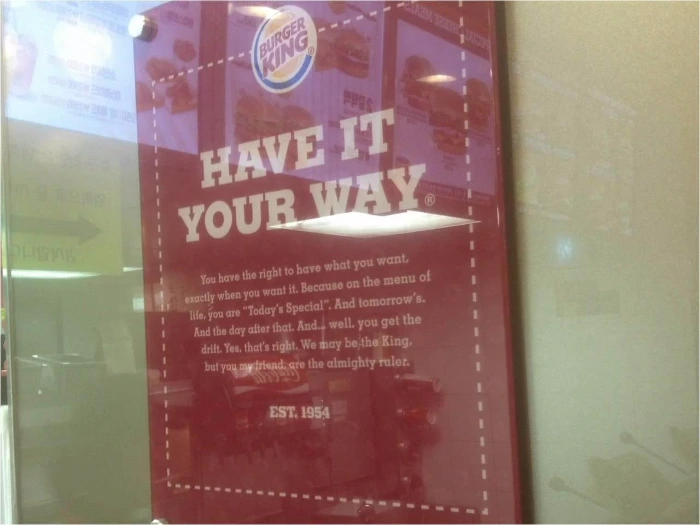 BURGER
KING®
HAVE IT
YOUR WAY®
You have the right to have what you want,
exactly when you want it. Because on the menu of
life, you are "Today's Special". And tomorrow's.
And the day after that. And... well, you get the
drift. Yes, that's right. We may be the King,
but you my friend, are the almighty ruler.
EST. 1954